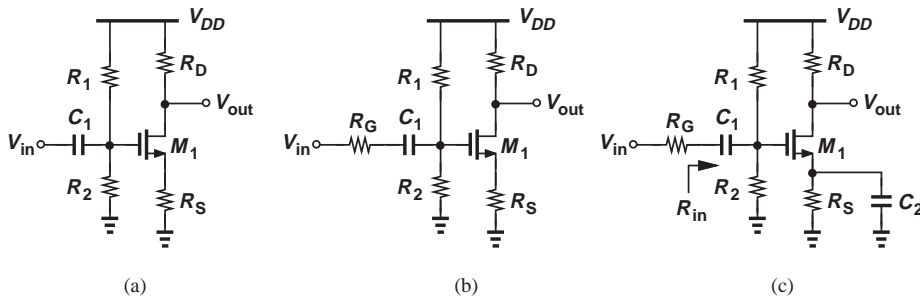 V_DD
R_1
R_D
V_out
C_1
V_in
M_1
R_2
R_S
(a)
V_DD
R_1
R_D
V_out
R_G
C_1
V_in
M_1
R_2
R_S
(b)
V_DD
R_1
R_D
V_out
R_G
C_1
V_in
M_1
R_2
R_in
R_S
C_2
(c)